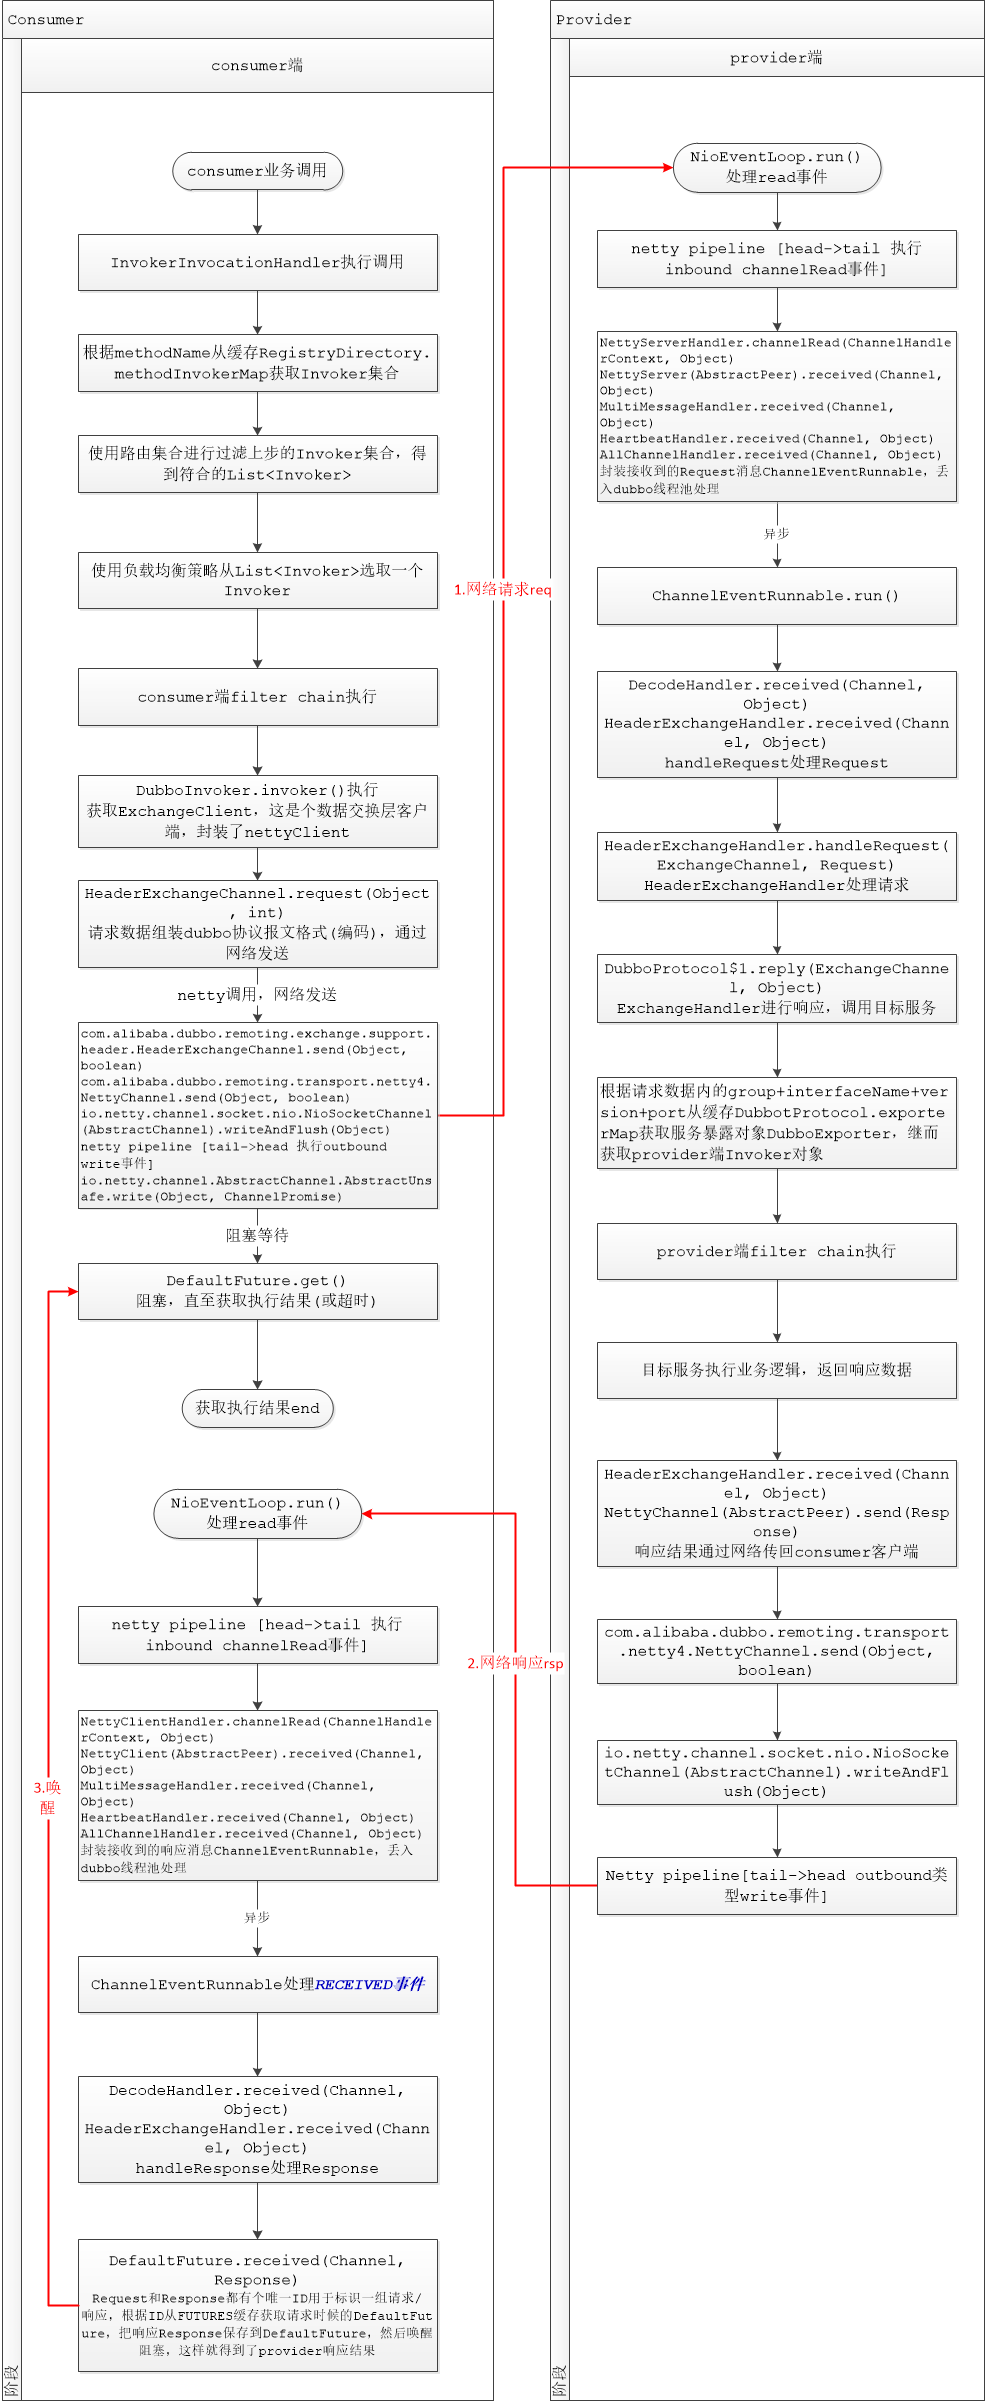 Consumer
consumer端
consumer业务调用
InvokerInvocationHandler执行调用
根据methodName从缓存RegistryDirectory.
methodInvokerMap获取Invoker集合
使用路由集合进行过滤上步的Invoker集合，得
到符合的List<Invoker>
使用负载均衡策略从List<Invoker>选取一个
Invoker
consumer端filter chain执行
DubboInvoker.invoker()执行
获取ExchangeClient，这是个数据交换层客户
端，封装了nettyClient
HeaderExchangeChannel.request(Object
, int)
请求数据组装dubbo协议报文格式(编码)，通过
网络发送
netty调用，网络发送
com.alibaba.dubbo.remoting.exchange.support.
header.HeaderExchangeChannel.send(Object,
boolean)
com.alibaba.dubbo.remoting.transport.netty4.
NettyChannel.send(Object, boolean)
io.netty.channel.socket.nio.NioSocketChannel
(AbstractChannel).writeAndFlush(Object)
netty pipeline [tail->head 执行outbound
write事件]
io.netty.channel.AbstractChannel.AbstractUns
afe.write(Object, ChannelPromise)
阻塞等待
DefaultFuture.get()
阻塞，直至获取执行结果(或超时)
获取执行结果end
NioEventLoop.run()
处理read事件
netty pipeline [head->tail 执行
inbound channelRead事件]
NettyClientHandler.channelRead(ChannelHandle
rContext, Object)
NettyClient(AbstractPeer).received(Channel,
Object)
MultiMessageHandler.received(Channel,
Object)
HeartbeatHandler.received(Channel, Object)
AllChannelHandler.received(Channel, Object)
封装接收到的响应消息ChannelEventRunnable，丢入
dubbo线程池处理
异步
ChannelEventRunnable处理RECEIVED事件
DecodeHandler.received(Channel,
Object)
HeaderExchangeHandler.received(Chann
el, Object)
handleResponse处理Response
DefaultFuture.received(Channel,
Response)
Request和Response都有个唯一ID用于标识一组请求/
响应，根据ID从FUTURES缓存获取请求时候的DefaultFut
ure，把响应Response保存到DefaultFuture，然后唤醒
阻塞，这样就得到了provider响应结果
阶段
1.网络请求req
2.网络响应rsp
3.唤
醒
Provider
provider端
NioEventLoop.run()
处理read事件
netty pipeline [head->tail 执行
inbound channelRead事件]
NettyServerHandler.channelRead(ChannelHandle
rContext, Object)
NettyServer(AbstractPeer).received(Channel,
Object)
MultiMessageHandler.received(Channel,
Object)
HeartbeatHandler.received(Channel, Object)
AllChannelHandler.received(Channel, Object)
封装接收到的Request消息ChannelEventRunnable，丢
入dubbo线程池处理
异步
ChannelEventRunnable.run()
DecodeHandler.received(Channel,
Object)
HeaderExchangeHandler.received(Chann
el, Object)
handleRequest处理Request
HeaderExchangeHandler.handleRequest(
ExchangeChannel, Request)
HeaderExchangeHandler处理请求
DubboProtocol$1.reply(ExchangeChanne
l, Object)
ExchangeHandler进行响应，调用目标服务
根据请求数据内的group+interfaceName+ver
sion+port从缓存DubbotProtocol.exporte
rMap获取服务暴露对象DubboExporter，继而
获取provider端Invoker对象
provider端filter chain执行
目标服务执行业务逻辑，返回响应数据
HeaderExchangeHandler.received(Chann
el, Object)
NettyChannel(AbstractPeer).send(Resp
onse)
响应结果通过网络传回consumer客户端
com.alibaba.dubbo.remoting.transport
.netty4.NettyChannel.send(Object,
boolean)
io.netty.channel.socket.nio.NioSocke
tChannel(AbstractChannel).writeAndFl
ush(Object)
Netty pipeline[tail->head outbound类
型write事件]
阶段